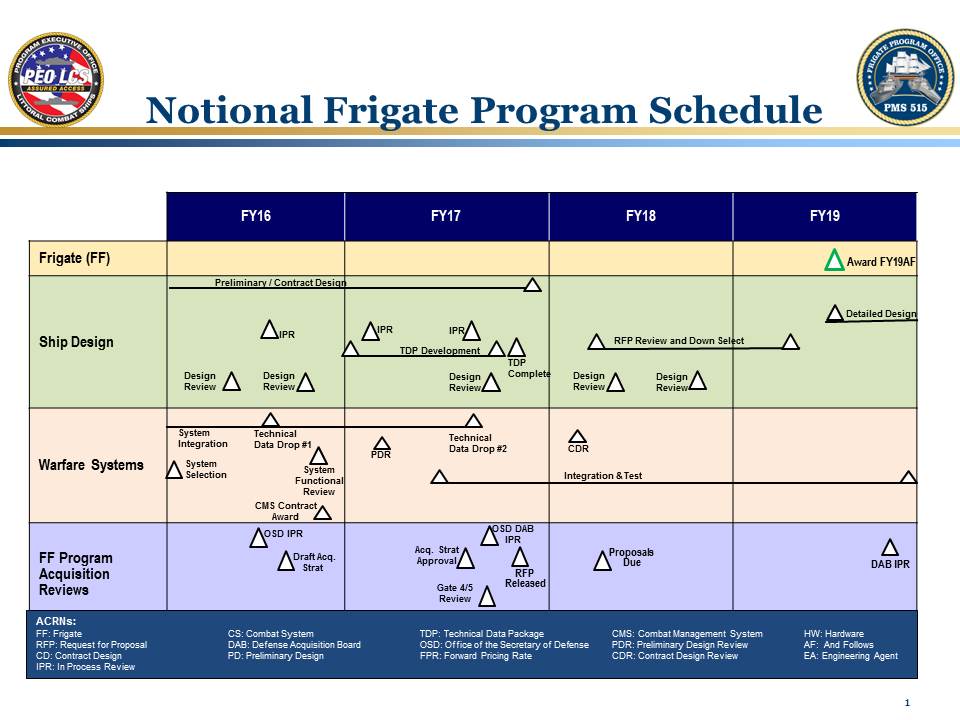 PROGRAM EXECUTIVE OFFICE
PEO LCS
ASSURED ACCESS
LITTORAL COMBAT SHIPS
FRIGATE PROGRAM OFFICE
PMS 515
Notional Frigate Program Schedule
FY16 FY17 FY18 FY19
Frigate (FF)
Award FY19AF
Ship Design
Preliminary / Contract Design
Detailed Design
IPR
IPR
IPR
TDP Development
TDP
Complete
RFP Review and Down Select
Design
Review
Design
Review
Design
Review
Design
Review
Design
Review
Warfare Systems
System
Integration
Technical
Data Drop #1
PDR
Technical
Data Drop #2
CDR
System
Selection
System
Functional
Review
Integration & Test
CMS Contract
Award
FF Program
Acquisition
Reviews
OSD IPR
Draft Acq.
Strat
Acq. Strat
Approval
OSD DAB
IPR
RFP
Released
Gate 4/5
Review
Proposals
Due
DAB IPR
ACRNs:
FF: Frigate
RFP: Request for Proposal
CD: Contract Design
IPR: In Process Review
CS: Combat System
DAB: Defense Acquisition Board
PD: Preliminary Design
TDP: Technical Data Package
OSD: Office of the Secretary of Defense
FPR: Forward Pricing Rate
CMS: Combat Management System
PDR: Preliminary Design Review
CDR: Contract Design Review
HW: Hardware
AF: And Follows
EA: Engineering Agent
1